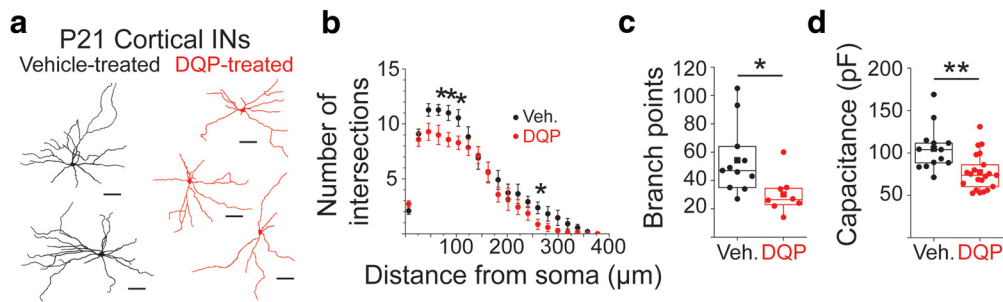 a
P21 Cortical INs
Vehicle-treated DQP-treated
b
Number of
intersections
15
10
5
***
*
Veh.
DQP
0 100 200 300 400
Distance from soma (μm)
c
Branch points
120
100
80
60
40
20
*
Veh. DQP
d
Capacitance (pF)
200
150
100
50
**
Veh. DQP